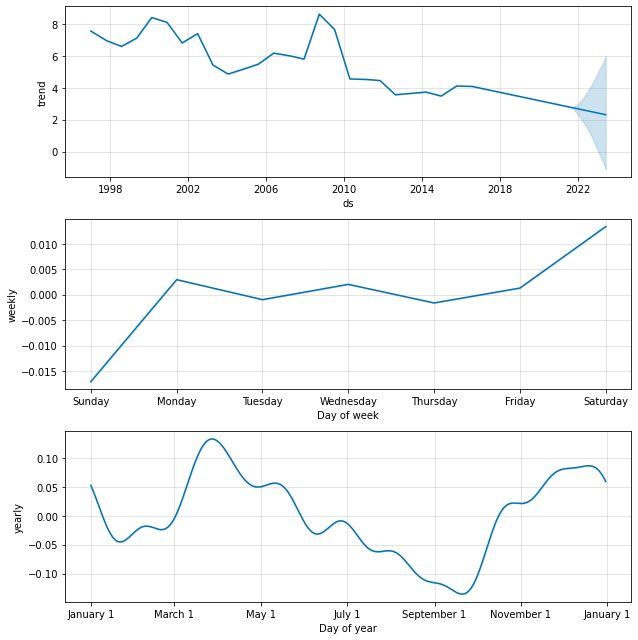 8
6
4
2
0
trend
1998
2002
2006
2010
2014
2018
2022
ds
0.010
0.005
0.000
−0.005
−0.010
−0.015
weekly
Sunday
Monday
Tuesday
Wednesday
Thursday
Friday
Saturday
Day of week
0.10
0.05
0.00
−0.05
−0.10
yearly
January 1
March 1
May 1
July 1
September 1
November 1
January 1
Day of year